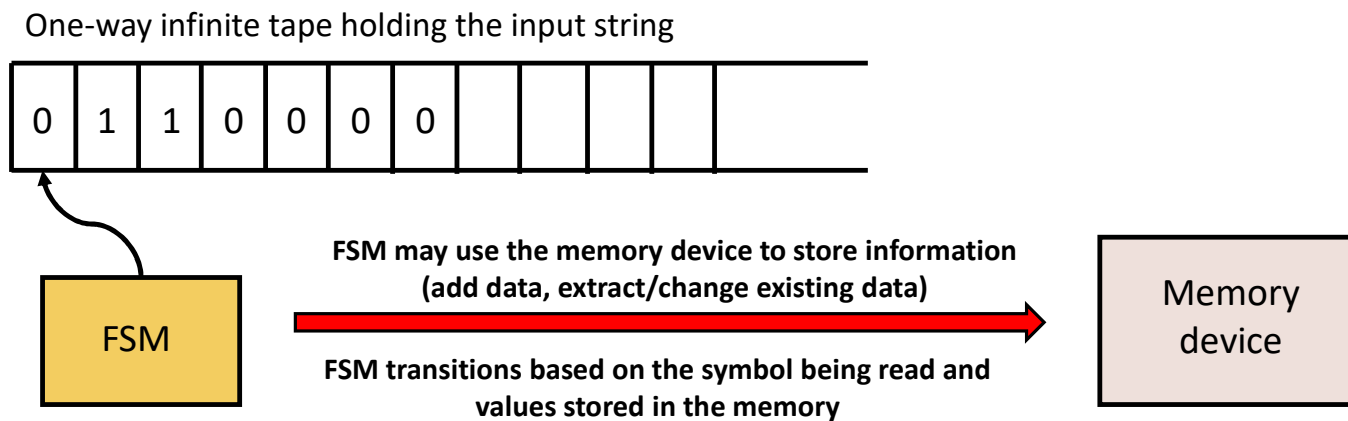 One-way infinite tape holding the input string
0 1 1 0 0 0 0
FSM may use the memory device to store information
(add data, extract/change existing data)
FSM
Memory
device
FSM transitions based on the symbol being read and
values stored in the memory